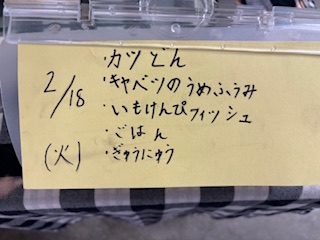 ・カツどん
2/18
・キャベツのうめふうみ
・いもけんぴフィッシュ
(火)
・ごはん
・ぎゅうにゅう